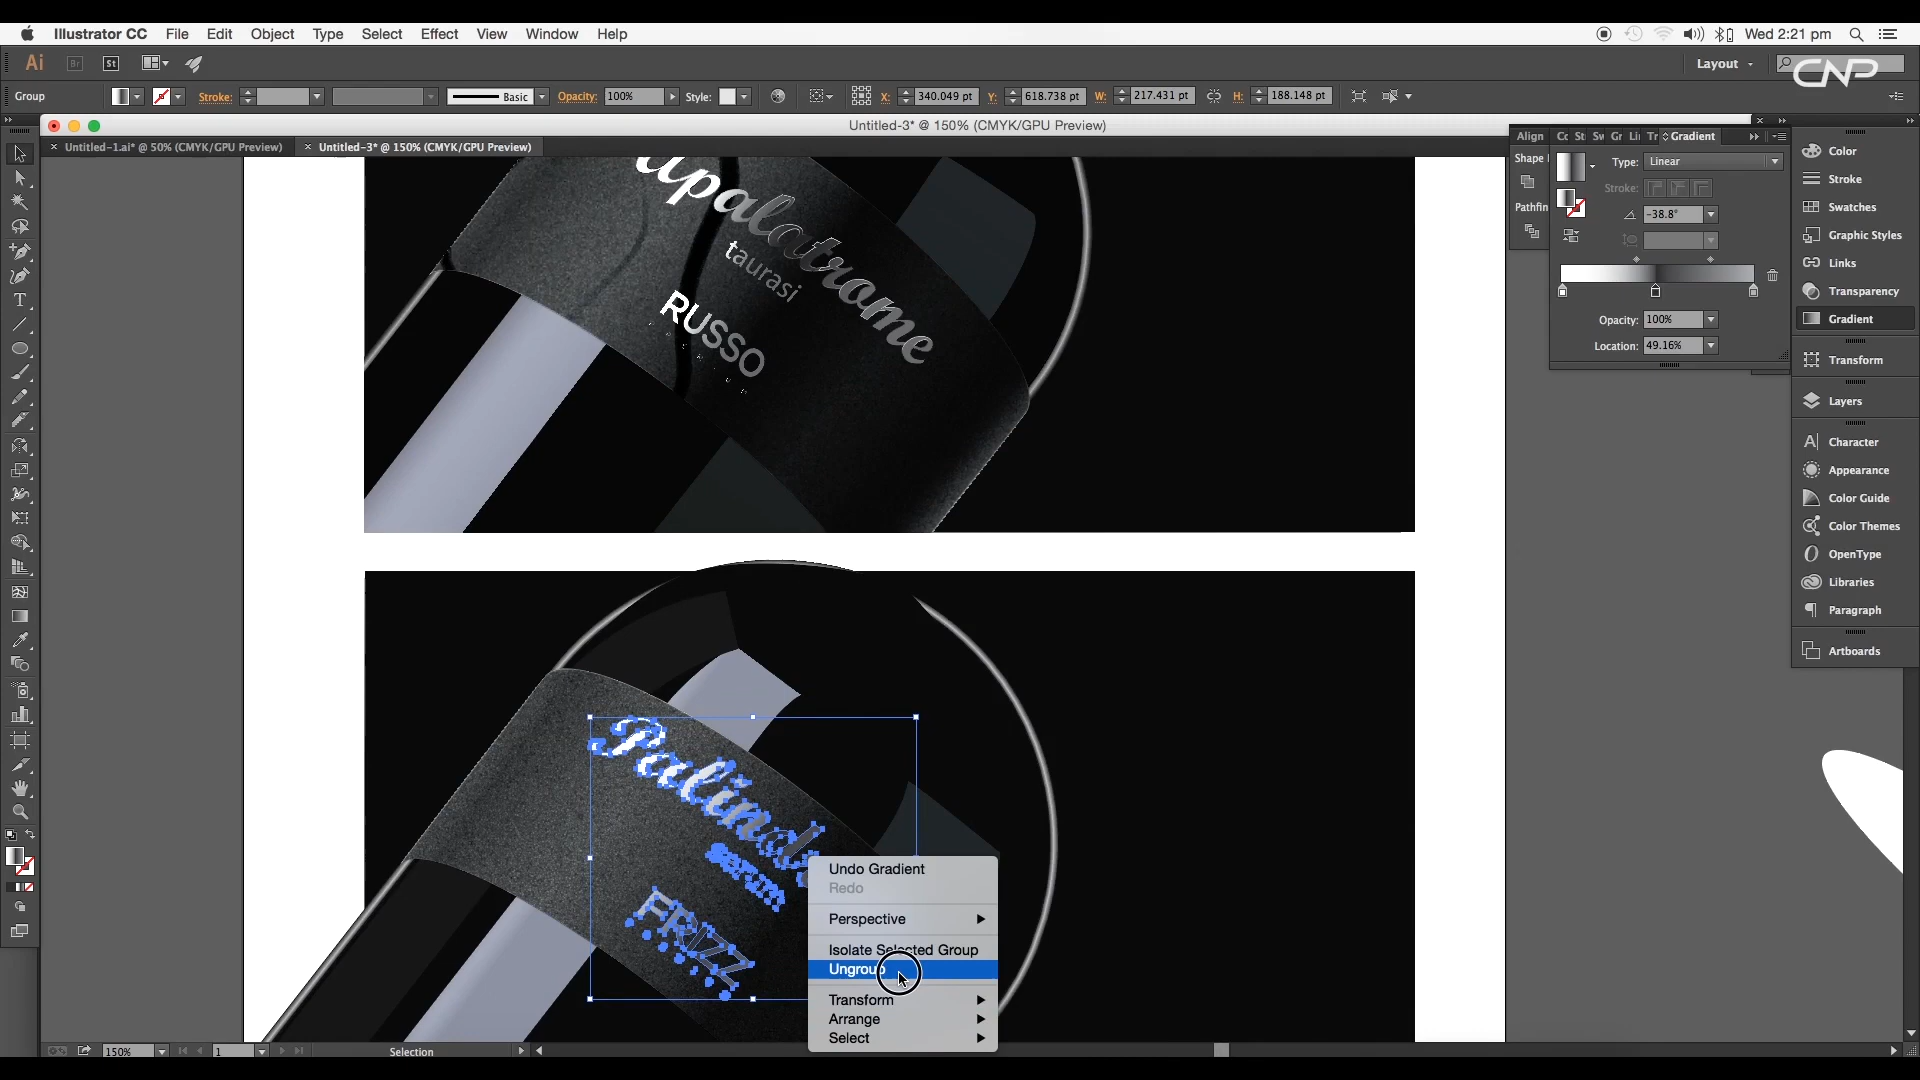 Illustrator CC File Edit Object Type Select Effect View Window Help Wed 2:21 pm
Ai Br St Layout CNP
Group Stroke: Basic Opacity: 100% Style: X: 340.049 pt Y: 618.738 pt W: 217.431 pt H: 188.148 pt
Untitled-3* @ 150% (CMYK/GPU Preview)
× Untitled-1.ai* @ 50% (CMYK/GPU Preview) × Untitled-3* @ 150% (CMYK/GPU Preview)
Align Cc St Sw Gr Li Tr Gradient
Shape
Pathfin
Type: Linear
Stroke:
-38.8°
Opacity: 100%
Location: 49.16%
Color
Stroke
Swatches
Graphic Styles
Links
Transparency
Gradient
Transform
Layers
Character
Appearance
Color Guide
Color Themes
OpenType
Libraries
Paragraph
Artboards
apalatrome
taurasi
RUSSO
FRIZZ
Undo Gradient
Redo
Perspective
Isolate Selected Group
Ungroup
Transform
Arrange
Select
150% 1 Selection